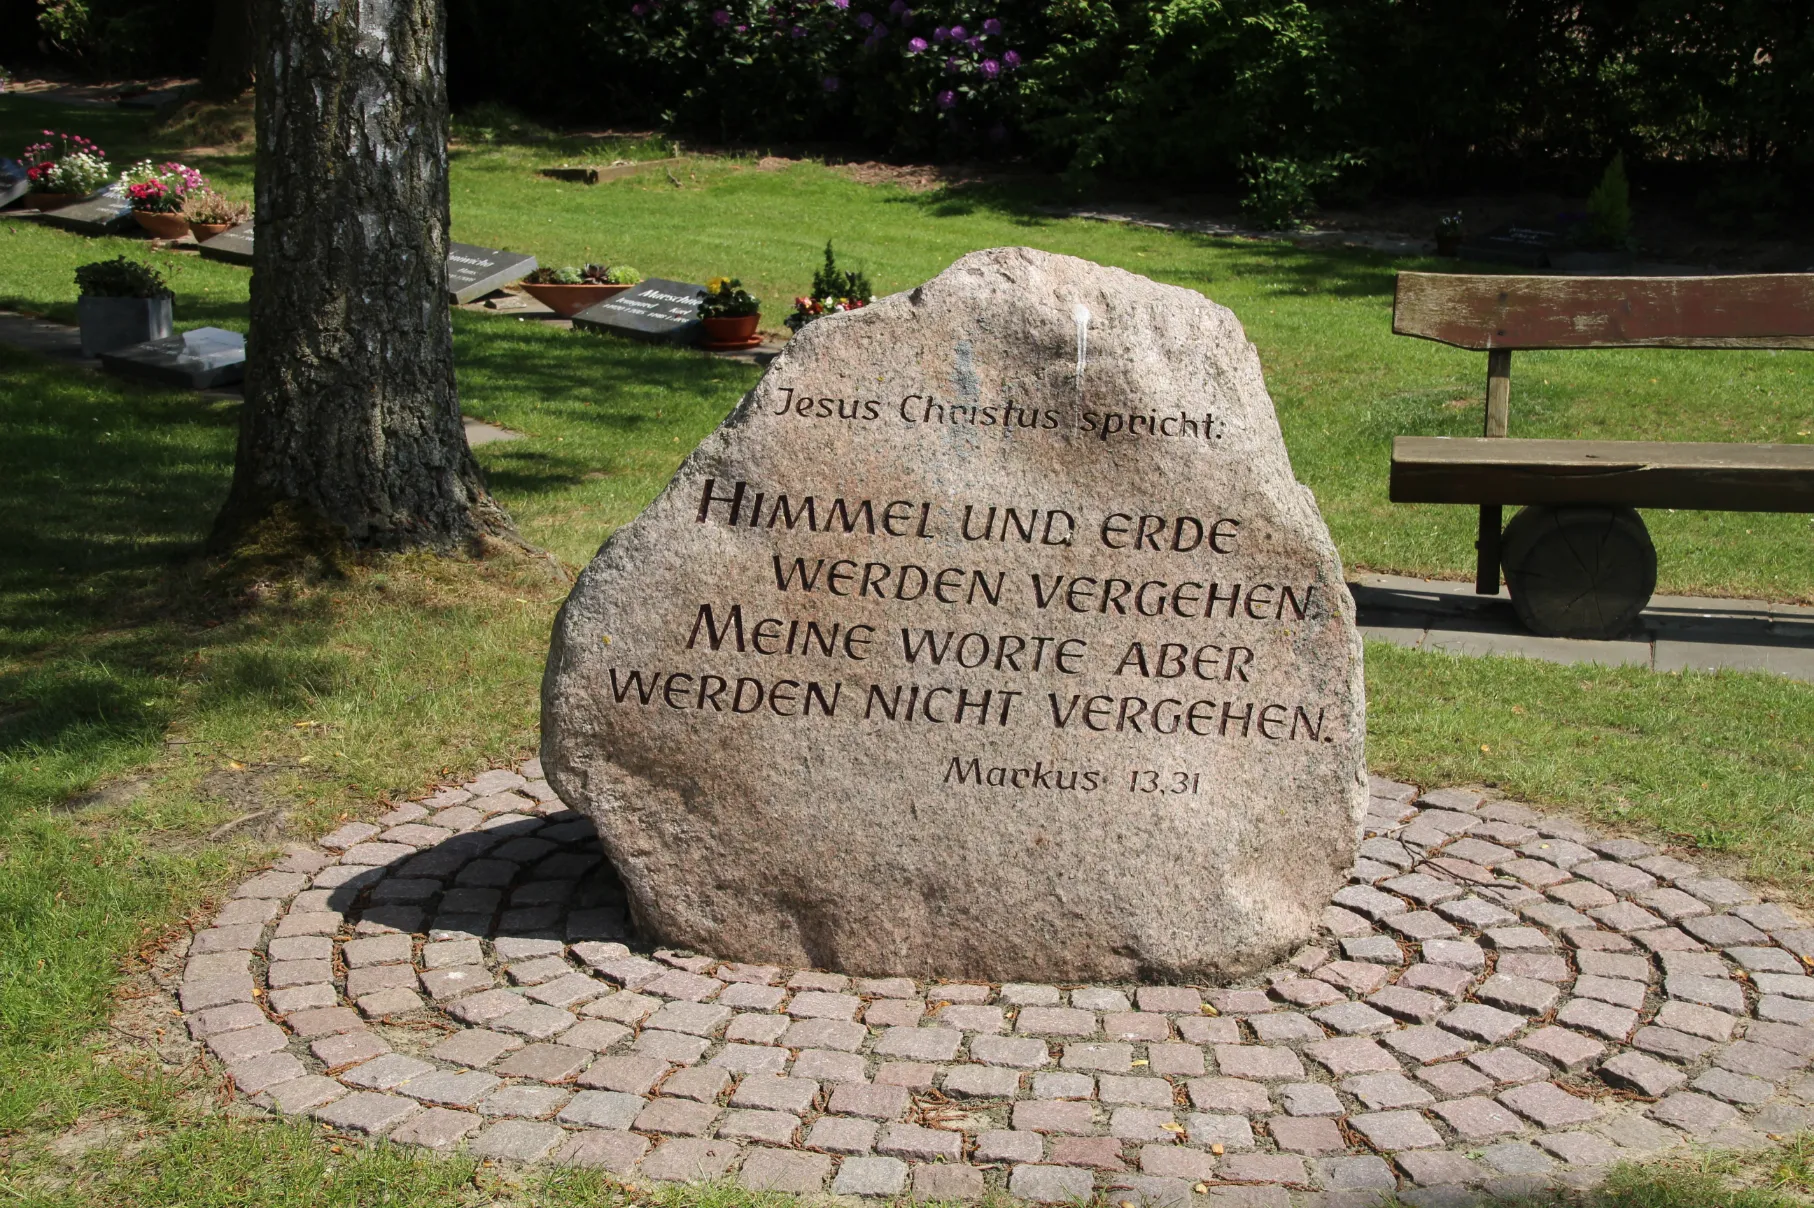 Jesus Christus spricht:
HIMMEL UND ERDE
WERDEN VERGEHEN,
MEINE WORTE ABER
WERDEN NICHT VERGEHEN.
Markus 13,31